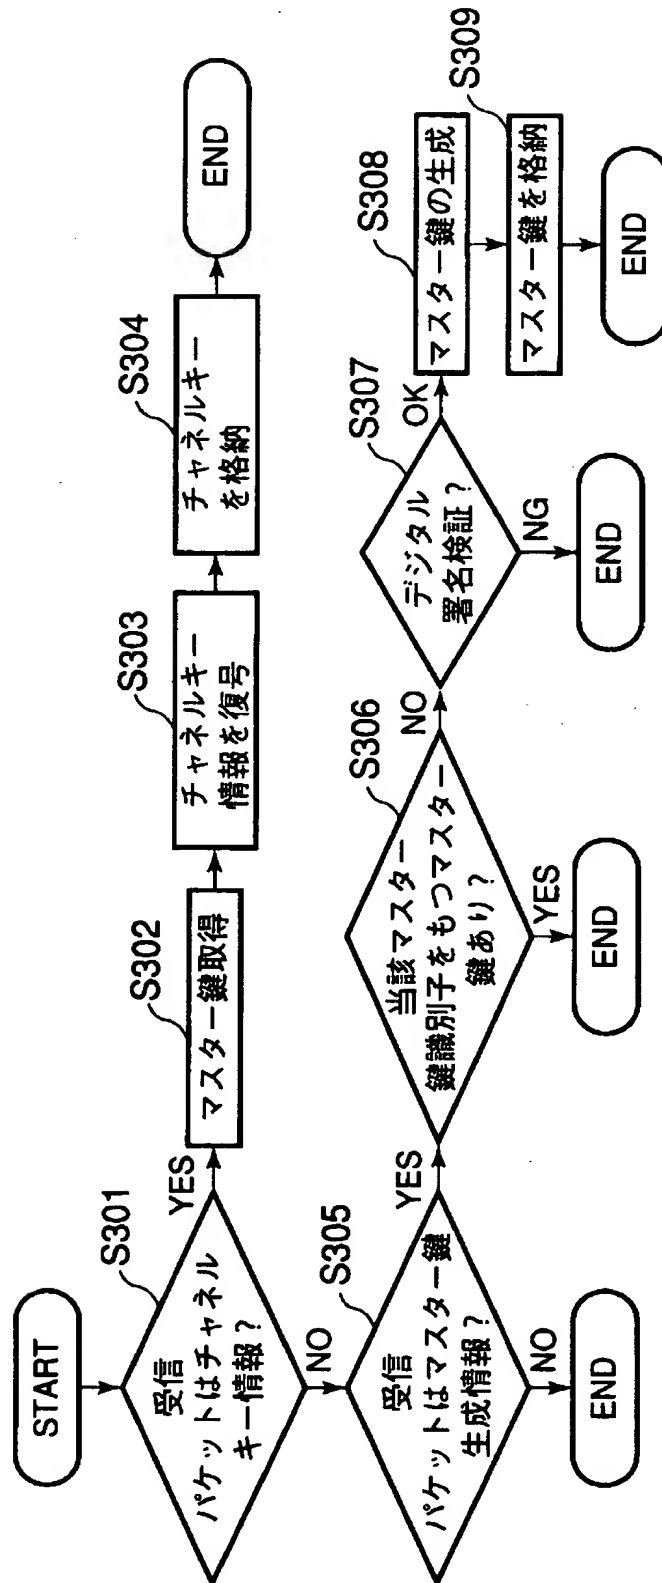 START
S301
受信
パケットはチャネル
キー情報?
YES
NO
S302
マスター鍵取得
S303
チャネルキー
情報を復号
S304
チャネルキー
を格納
END
S305
受信
パケットはマスター鍵
生成情報?
YES
NO
END
S306
当該マスター
鍵識別子をもつマスター
鍵あり?
NO
YES
END
S307
デジタル
署名検証?
OK
NG
END
S308
マスター鍵の生成
S309
マスター鍵を格納
END